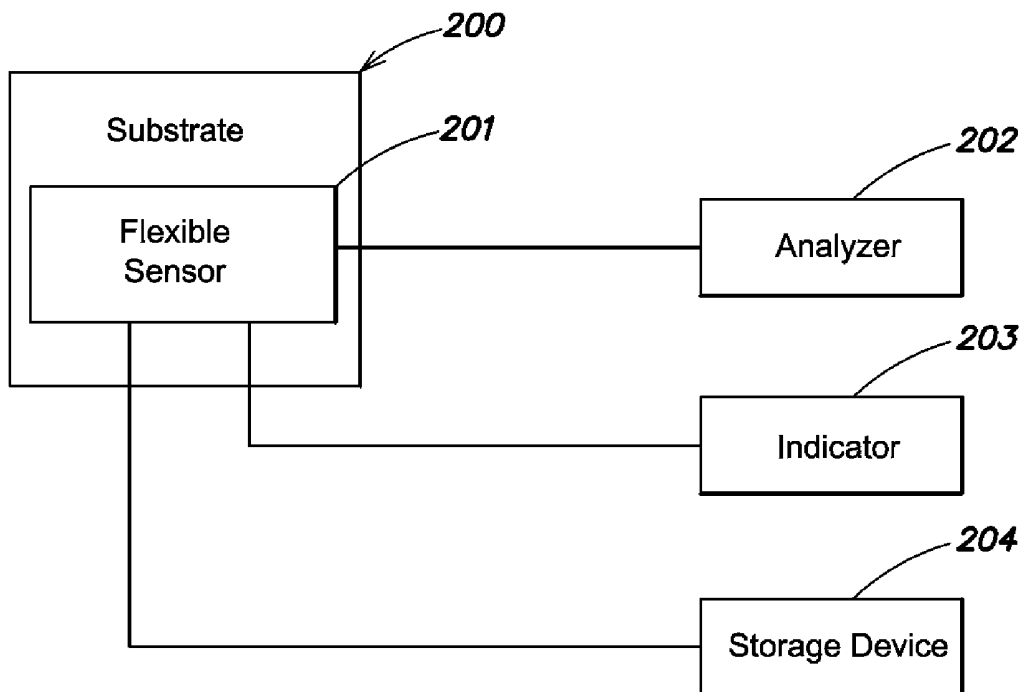 200
Substrate
201
Flexible
Sensor
202
Analyzer
203
Indicator
204
Storage Device